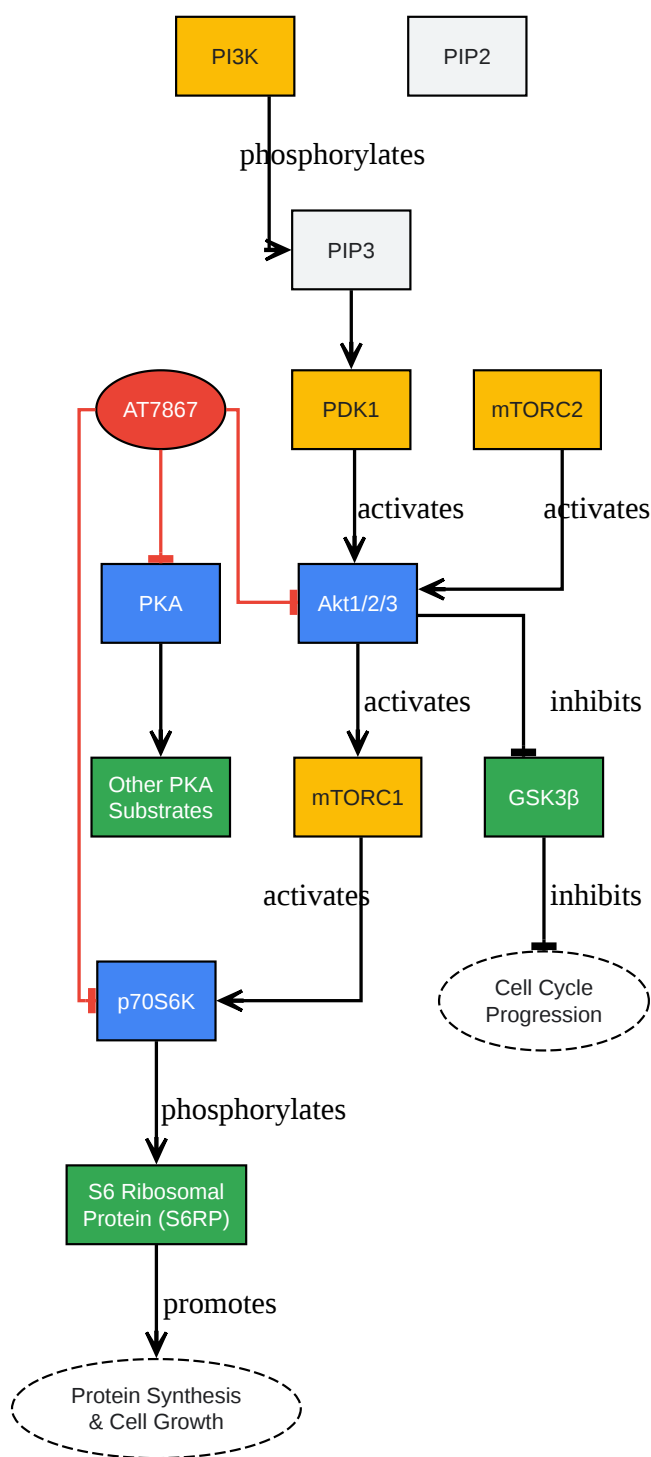 PI3K
PIP2
phosphorylates
PIP3
AT7867
PDK1
mTORC2
activates
activates
PKA
Akt1/2/3
activates
inhibits
Other PKA
Substrates
mTORC1
GSK3β
activates
inhibits
p70S6K
Cell Cycle
Progression
phosphorylates
S6 Ribosomal
Protein (S6RP)
promotes
Protein Synthesis
& Cell Growth